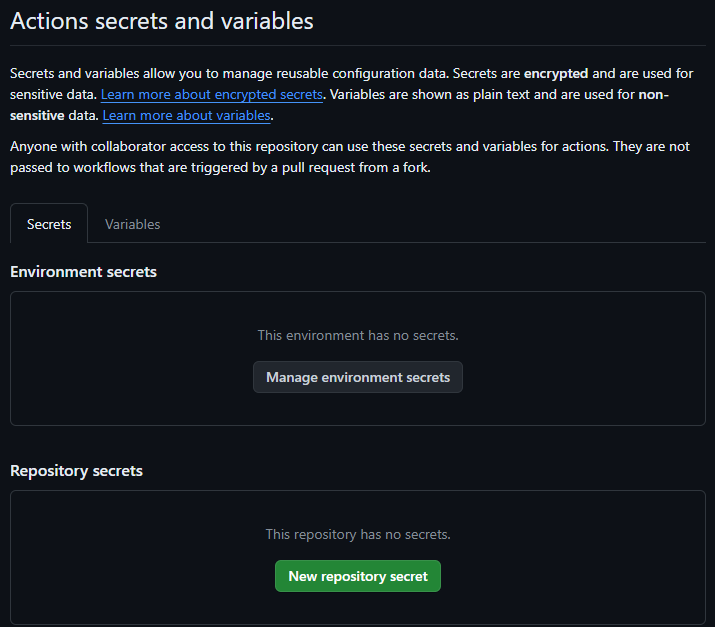 Actions secrets and variables
Secrets and variables allow you to manage reusable configuration data. Secrets are encrypted and are used for
sensitive data. Learn more about encrypted secrets. Variables are shown as plain text and are used for non-
sensitive data. Learn more about variables.
Anyone with collaborator access to this repository can use these secrets and variables for actions. They are not
passed to workflows that are triggered by a pull request from a fork.
Secrets
Variables
Environment secrets
This environment has no secrets.
Manage environment secrets
Repository secrets
This repository has no secrets.
New repository secret